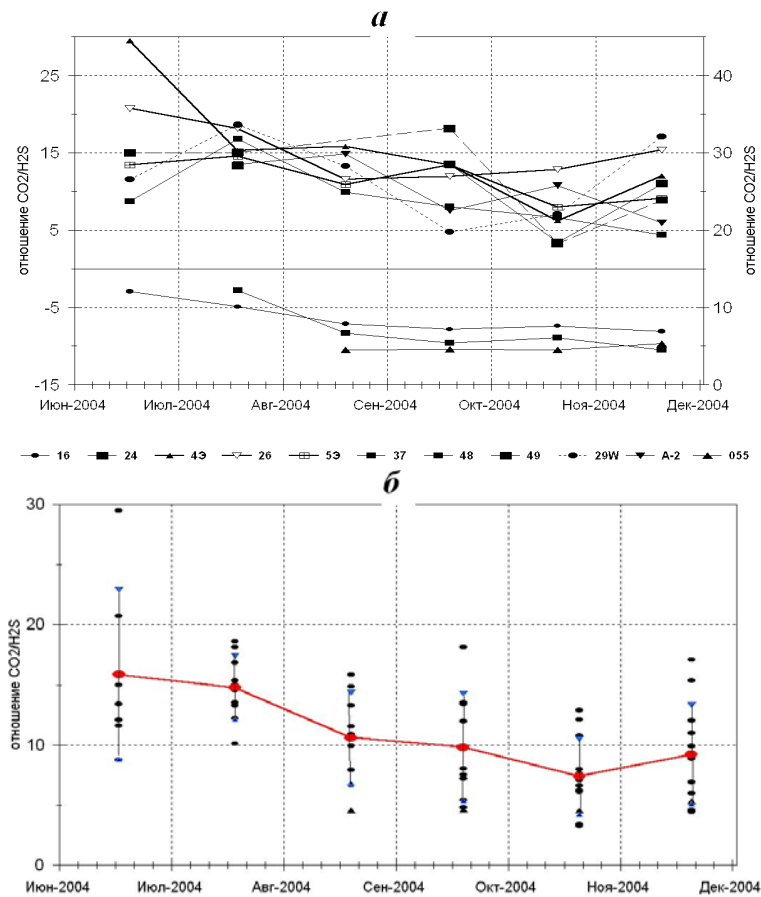 а
отношение CO2/H2S
25
15
5
-5
-15
40
30
20
10
0
отношение CO2/H2S
Июн-2004 Июл-2004 Авг-2004 Сен-2004 Окт-2004 Ноя-2004 Дек-2004
16 24 4Э 26 5Э 37 48 49 29W А-2 055
б
отношение CO2/H2S
30
20
10
0
Июн-2004 Июл-2004 Авг-2004 Сен-2004 Окт-2004 Ноя-2004 Дек-2004